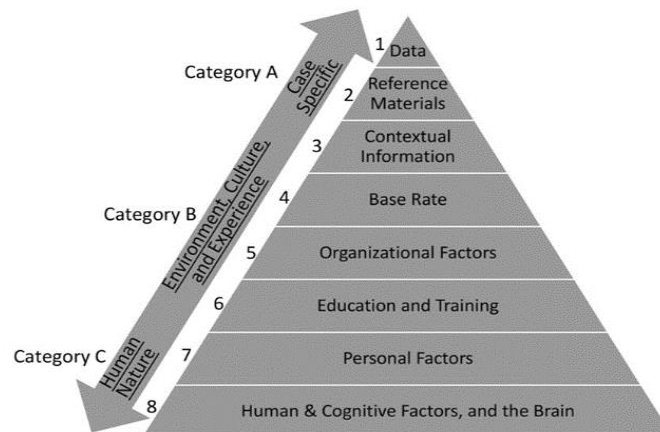 Category A
Case
Specific
Category B
Environment, Culture,
and Experience
Category C
Human
Nature
1
Data
2
Reference
Materials
3
Contextual
Information
4
Base Rate
5
Organizational Factors
6
Education and Training
7
Personal Factors
8
Human & Cognitive Factors, and the Brain